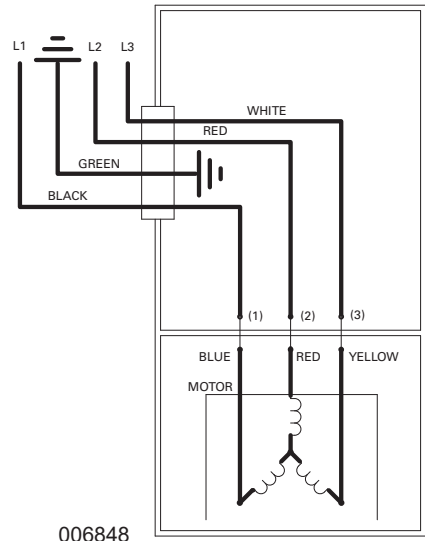 L1 L2 L3
WHITE
RED
GREEN
BLACK
(1) (2) (3)
BLUE RED YELLOW
MOTOR
006848